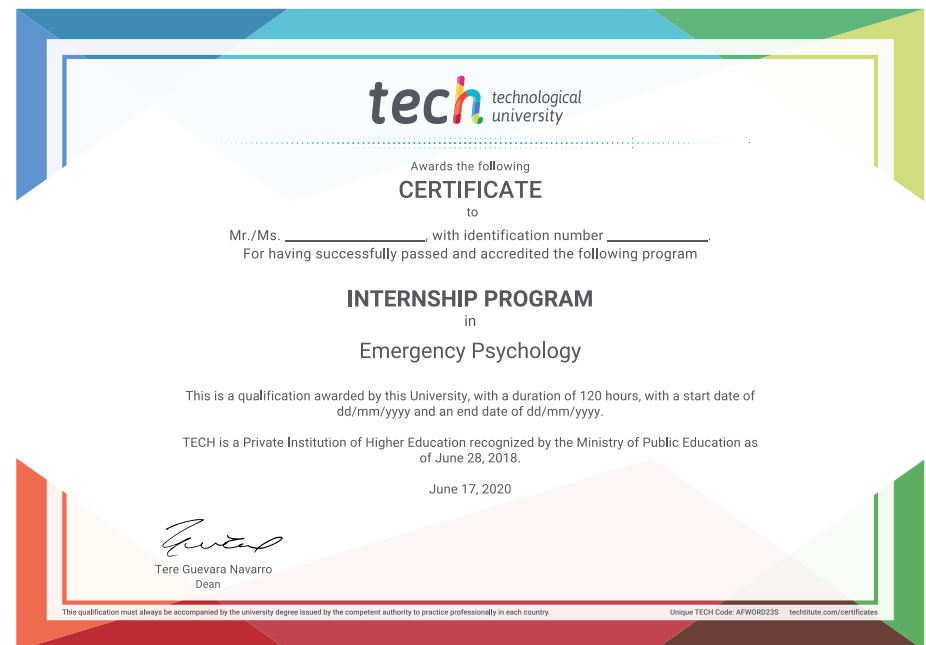 tech technological
university
Awards the following
CERTIFICATE
to
Mr./Ms. ____________________, with identification number ______________.
For having successfully passed and accredited the following program
INTERNSHIP PROGRAM
in
Emergency Psychology
This is a qualification awarded by this University, with a duration of 120 hours, with a start date of
dd/mm/yyyy and an end date of dd/mm/yyyy.
TECH is a Private Institution of Higher Education recognized by the Ministry of Public Education as
of June 28, 2018.
June 17, 2020
Tere Guevara Navarro
Dean
This qualification must always be accompanied by the university degree issued by the competent authority to practice professionally in each country. Unique TECH Code: AFWORD23S techtitute.com/certificates